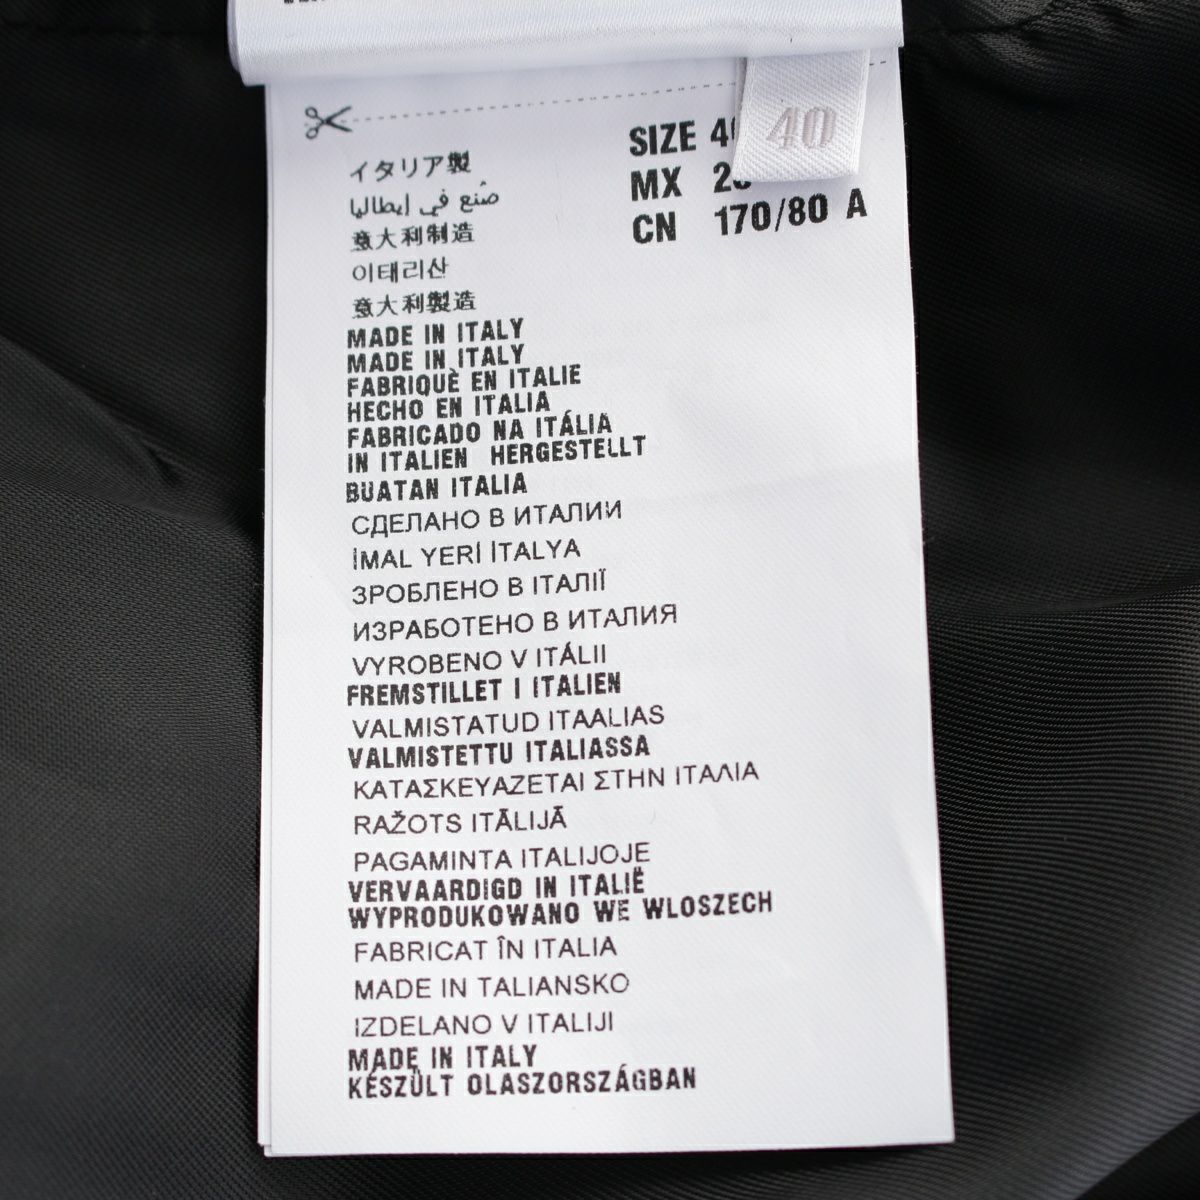 40
SIZE
MX
CN 170/80 A
イタリア製
صنع في إيطاليا
意大利制造
이태리산
意大利製造
MADE IN ITALY
MADE IN ITALY
FABRIQUÈ EN ITALIE
HECHO EN ITALIA
FABRICADO NA ITÁLIA
IN ITALIEN HERGESTELLT
BUATAN ITALIA
СДЕЛАНО В ИТАЛИИ
İMAL YERİ İTALYA
ЗРОБЛЕНО В ІТАЛІЇ
ИЗРАБОТЕНО В ИТАЛИЯ
VYROBENO V ITÁLII
FREMSTILLET I ITALIEN
VALMISTATUD ITAALIAS
VALMISTETTU ITALIASSA
ΚΑΤΑΣΚΕΥΑΖΕΤΑΙ ΣΤΗΝ ΙΤΑΛΙΑ
RAŽOTS ITĀLIJĀ
PAGAMINTA ITALIJOJE
VERVAARDIGD IN ITALIË
WYPRODUKOWANO WE WLOSZECH
FABRICAT ÎN ITALIA
MADE IN TALIANSKO
IZDELANO V ITALIJI
MADE IN ITALY
KÉSZÜLT OLASZORSZÁGBAN